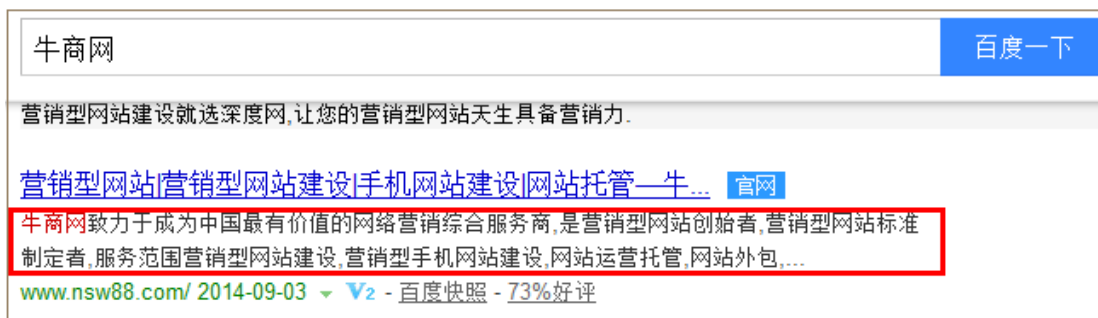 牛商网
百度一下
营销型网站建设就选深度网,让您的营销型网站天生具备营销力.
营销型网站|营销型网站建设|手机网站建设|网站托管—牛... 官网
牛商网致力于成为中国最有价值的网络营销综合服务商,是营销型网站创始者,营销型网站标准
制定者,服务范围营销型网站建设,营销型手机网站建设,网站运营托管,网站外包,...
www.nsw88.com/ 2014-09-03 V2 - 百度快照 - 73%好评